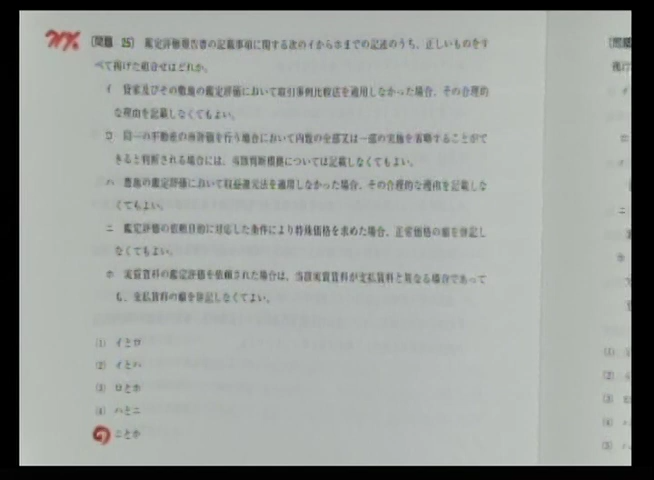 〔問題 25〕 鑑定評価報告書の記載事項に関する次のイからホまでの記述のうち、正しいものをす
べて掲げた組合せはどれか。
イ 貸家及びその敷地の鑑定評価において取引事例比較法を適用しなかった場合、その合理的
な理由を記載しなくてもよい。
ロ 同一の不動産の再評価を行う場合において内覧の全部又は一部の実施を省略することがで
きると判断される場合には、当該判断根拠については記載しなくてもよい。
ハ 農地の鑑定評価において収益還元法を適用しなかった場合、その合理的な理由を記載しな
くてもよい。
ニ 鑑定評価の依頼目的に対応した条件により特殊価格を求めた場合、正常価格の額を併記し
なくてもよい。
ホ 実質賃料の鑑定評価を依頼された場合は、当該実質賃料が支払賃料と異なる場合であって
も、支払賃料の額を併記しなくてよい。
(1) イとロ
(2) イとハ
(3) ロとホ
(4) ハとニ
ニとホ
(1)
(2)
(3)
(4)
(5)